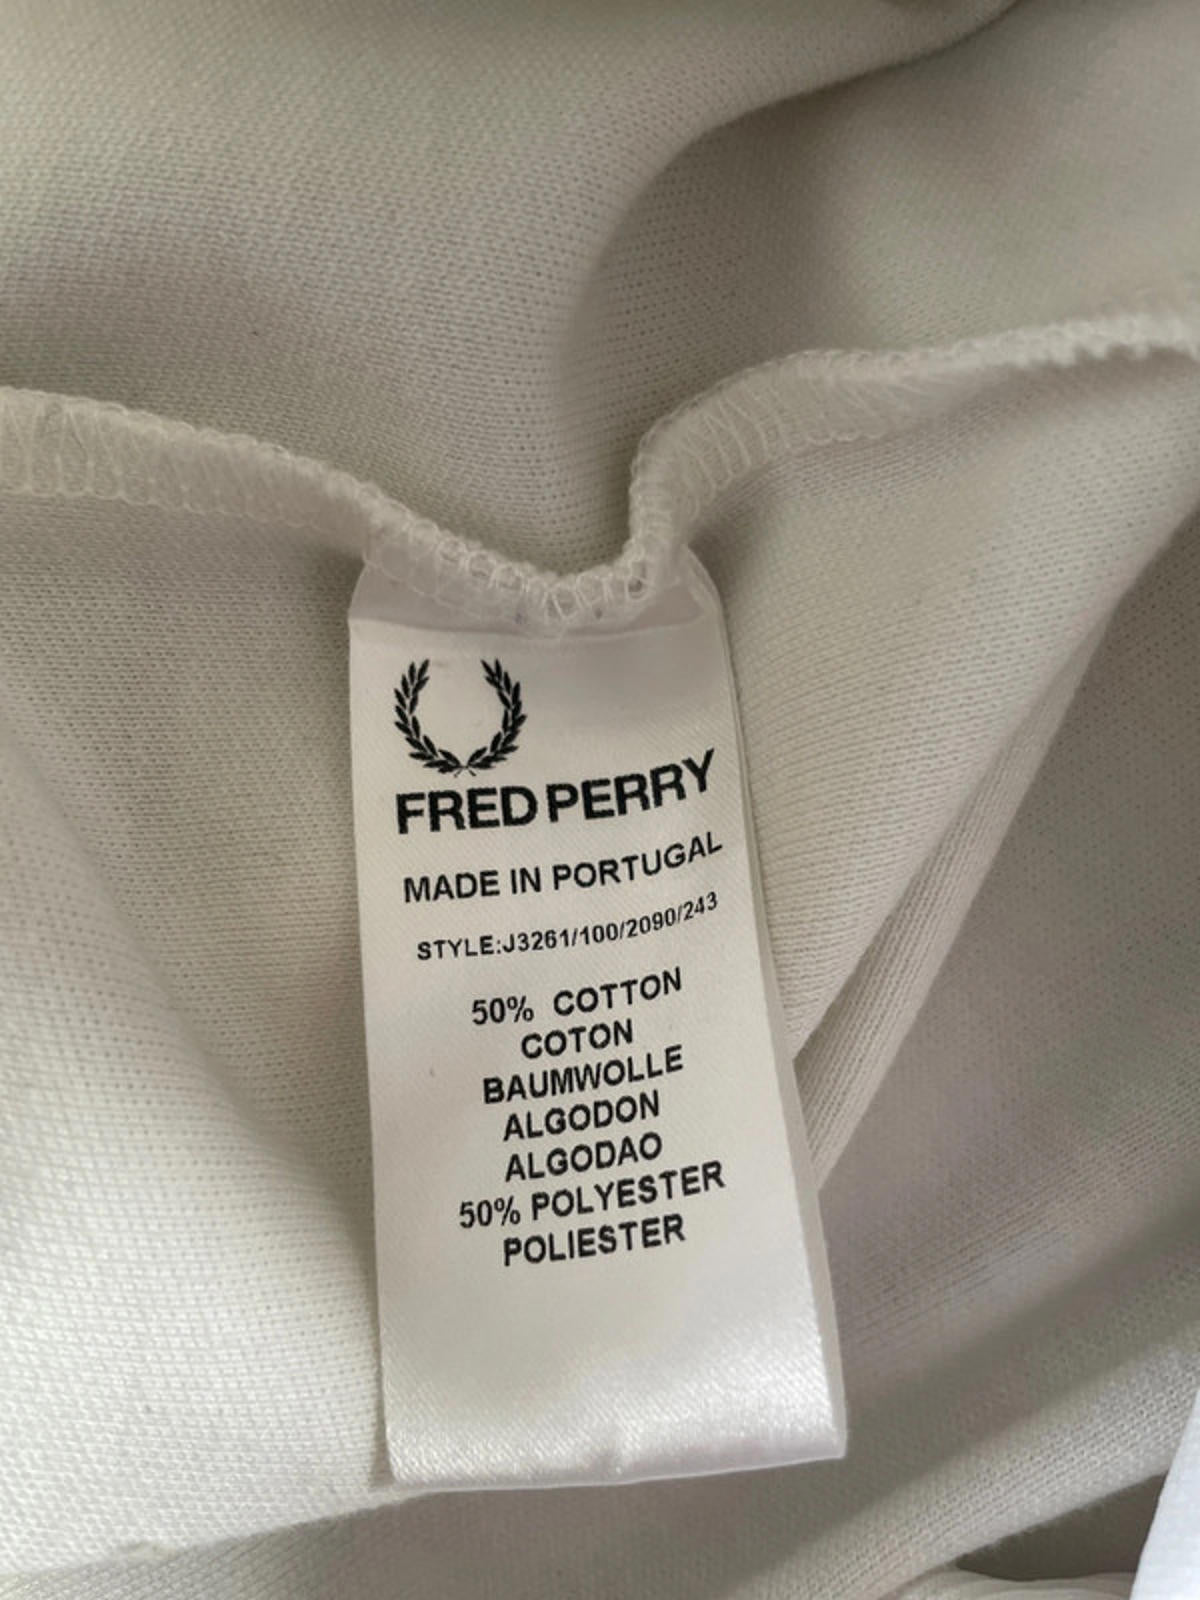 FRED PERRY
MADE IN PORTUGAL
STYLE:J3261/100/2090/243
50% COTTON
COTON
BAUMWOLLE
ALGODON
ALGODAO
50% POLYESTER
POLIESTER